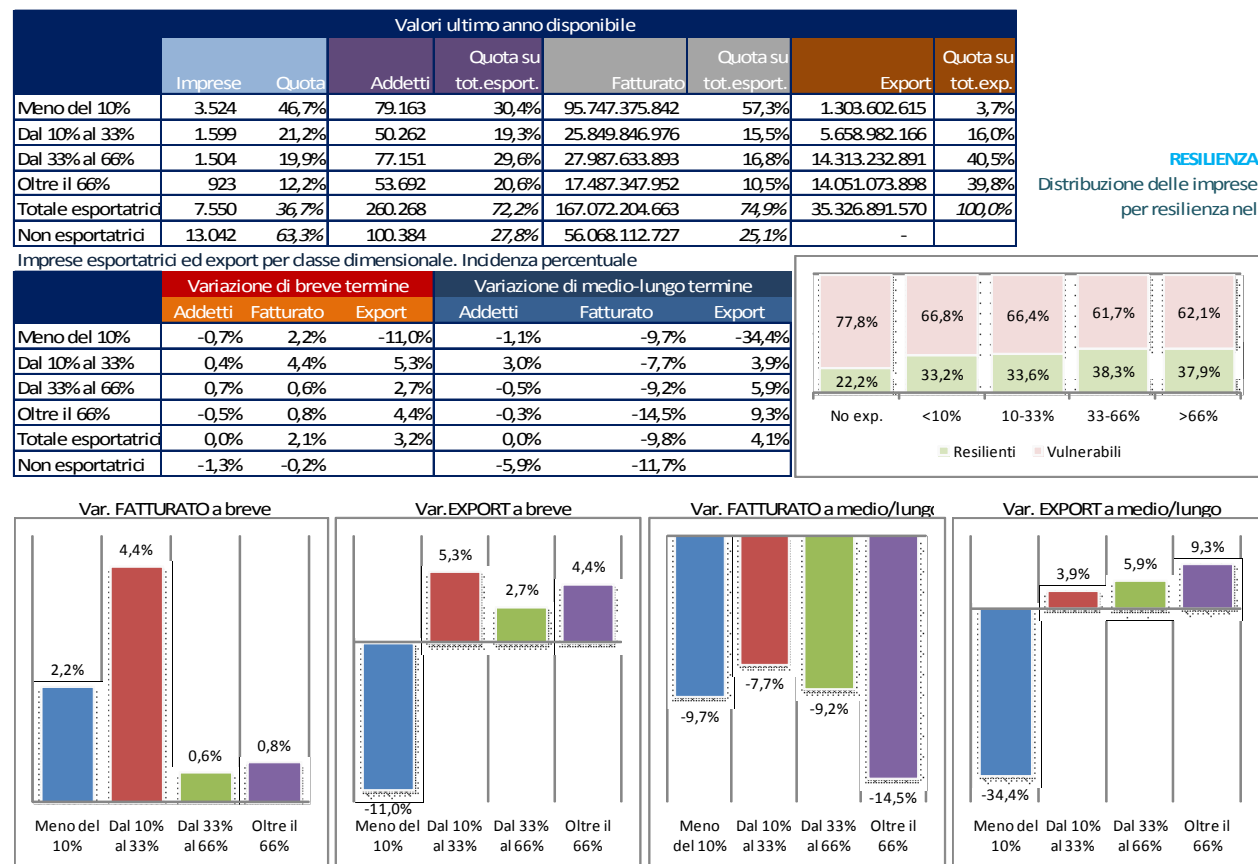 Valori ultimo anno disponibile
Imprese Quota Addetti Quota su tot.esport. Fatturato Quota su tot.esport. Export Quota su tot.exp.
Meno del 10% 3.524 46,7% 79.163 30,4% 95.747.375.842 57,3% 1.303.602.615 3,7%
Dal 10% al 33% 1.599 21,2% 50.262 19,3% 25.849.846.976 15,5% 5.658.982.166 16,0%
Dal 33% al 66% 1.504 19,9% 77.151 29,6% 27.987.633.893 16,8% 14.313.232.891 40,5%
Oltre il 66% 923 12,2% 53.692 20,6% 17.487.347.952 10,5% 14.051.073.898 39,8%
Totale esportatrici 7.550 36,7% 260.268 72,2% 167.072.204.663 74,9% 35.326.891.570 100,0%
Non esportatrici 13.042 63,3% 100.384 27,8% 56.068.112.727 25,1% -
RESILIENZA
Distribuzione delle imprese
per resilienza nel
Imprese esportatrici ed export per classe dimensionale. Incidenza percentuale
Variazione di breve termine Variazione di medio-lungo termine
Addetti Fatturato Export Addetti Fatturato Export
Meno del 10% -0,7% 2,2% -11,0% -1,1% -9,7% -34,4%
Dal 10% al 33% 0,4% 4,4% 5,3% 3,0% -7,7% 3,9%
Dal 33% al 66% 0,7% 0,6% 2,7% -0,5% -9,2% 5,9%
Oltre il 66% -0,5% 0,8% 4,4% -0,3% -14,5% 9,3%
Totale esportatrici 0,0% 2,1% 3,2% 0,0% -9,8% 4,1%
Non esportatrici -1,3% -0,2% -5,9% -11,7%
77,8% 66,8% 66,4% 61,7% 62,1%
22,2% 33,2% 33,6% 38,3% 37,9%
No exp. <10% 10-33% 33-66% >66%
Resilienti Vulnerabili
Var. FATTURATO a breve
4,4%
2,2%
0,6% 0,8%
Meno del Dal 10% Dal 33% Oltre il
10% al 33% al 66% 66%
Var.EXPORT a breve
5,3% 2,7% 4,4%
-11,0%
Meno del Dal 10% Dal 33% Oltre il
10% al 33% al 66% 66%
Var. FATTURATO a medio/lungo
-9,7% -7,7% -9,2% -14,5%
Meno Dal 10% Dal 33% Oltre il
del 10% al 33% al 66% 66%
Var. EXPORT a medio/lungo
3,9% 5,9% 9,3%
-34,4%
Meno del Dal 10% Dal 33% Oltre il
10% al 33% al 66% 66%